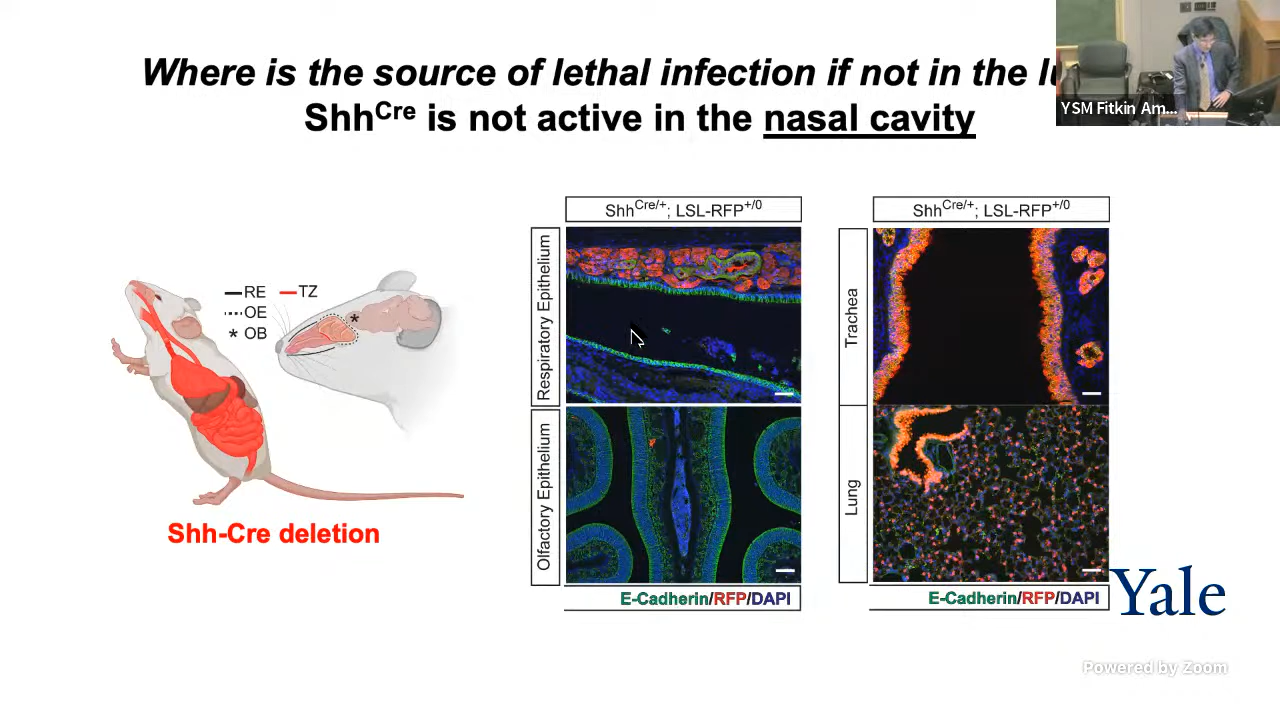 Where is the source of lethal infection if not in the
Shh^Cre is not active in the nasal cavity
YSM Fitkin Am...
RE TZ
OE
* OB
*
Shh-Cre deletion
Shh^Cre/+; LSL-RFP^+/0
Respiratory Epithelium
Olfactory Epithelium
E-Cadherin/RFP/DAPI
Shh^Cre/+; LSL-RFP^+/0
Trachea
Lung
E-Cadherin/RFP/DAPI
Yale
Powered by Zoom